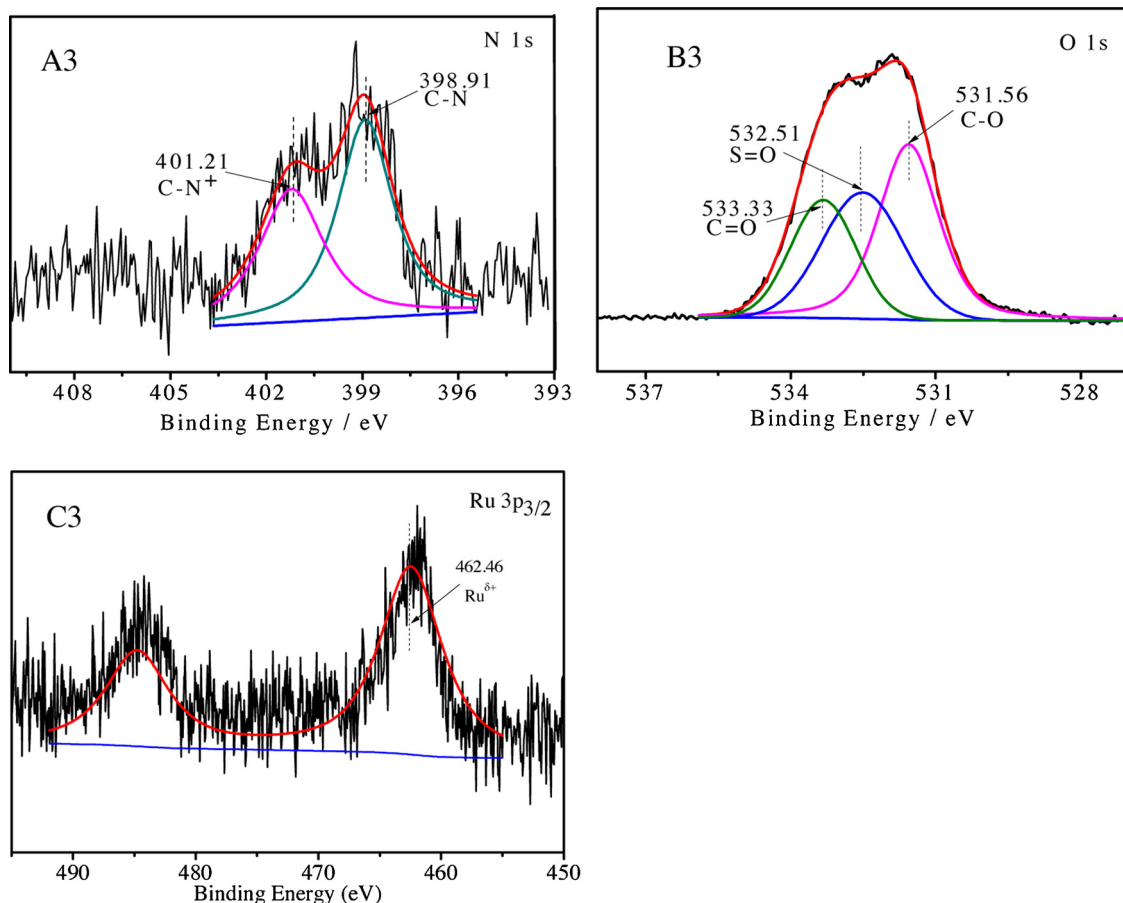 A3
N 1s
398.91
C-N
401.21
C-N⁺
408 405 402 399 396 393
Binding Energy / eV
B3
O 1s
531.56
C-O
532.51
S=O
533.33
C=O
537 534 531 528
Binding Energy / eV
C3
Ru 3p3/2
462.46
Ruδ+
490 480 470 460 450
Binding Energy (eV)